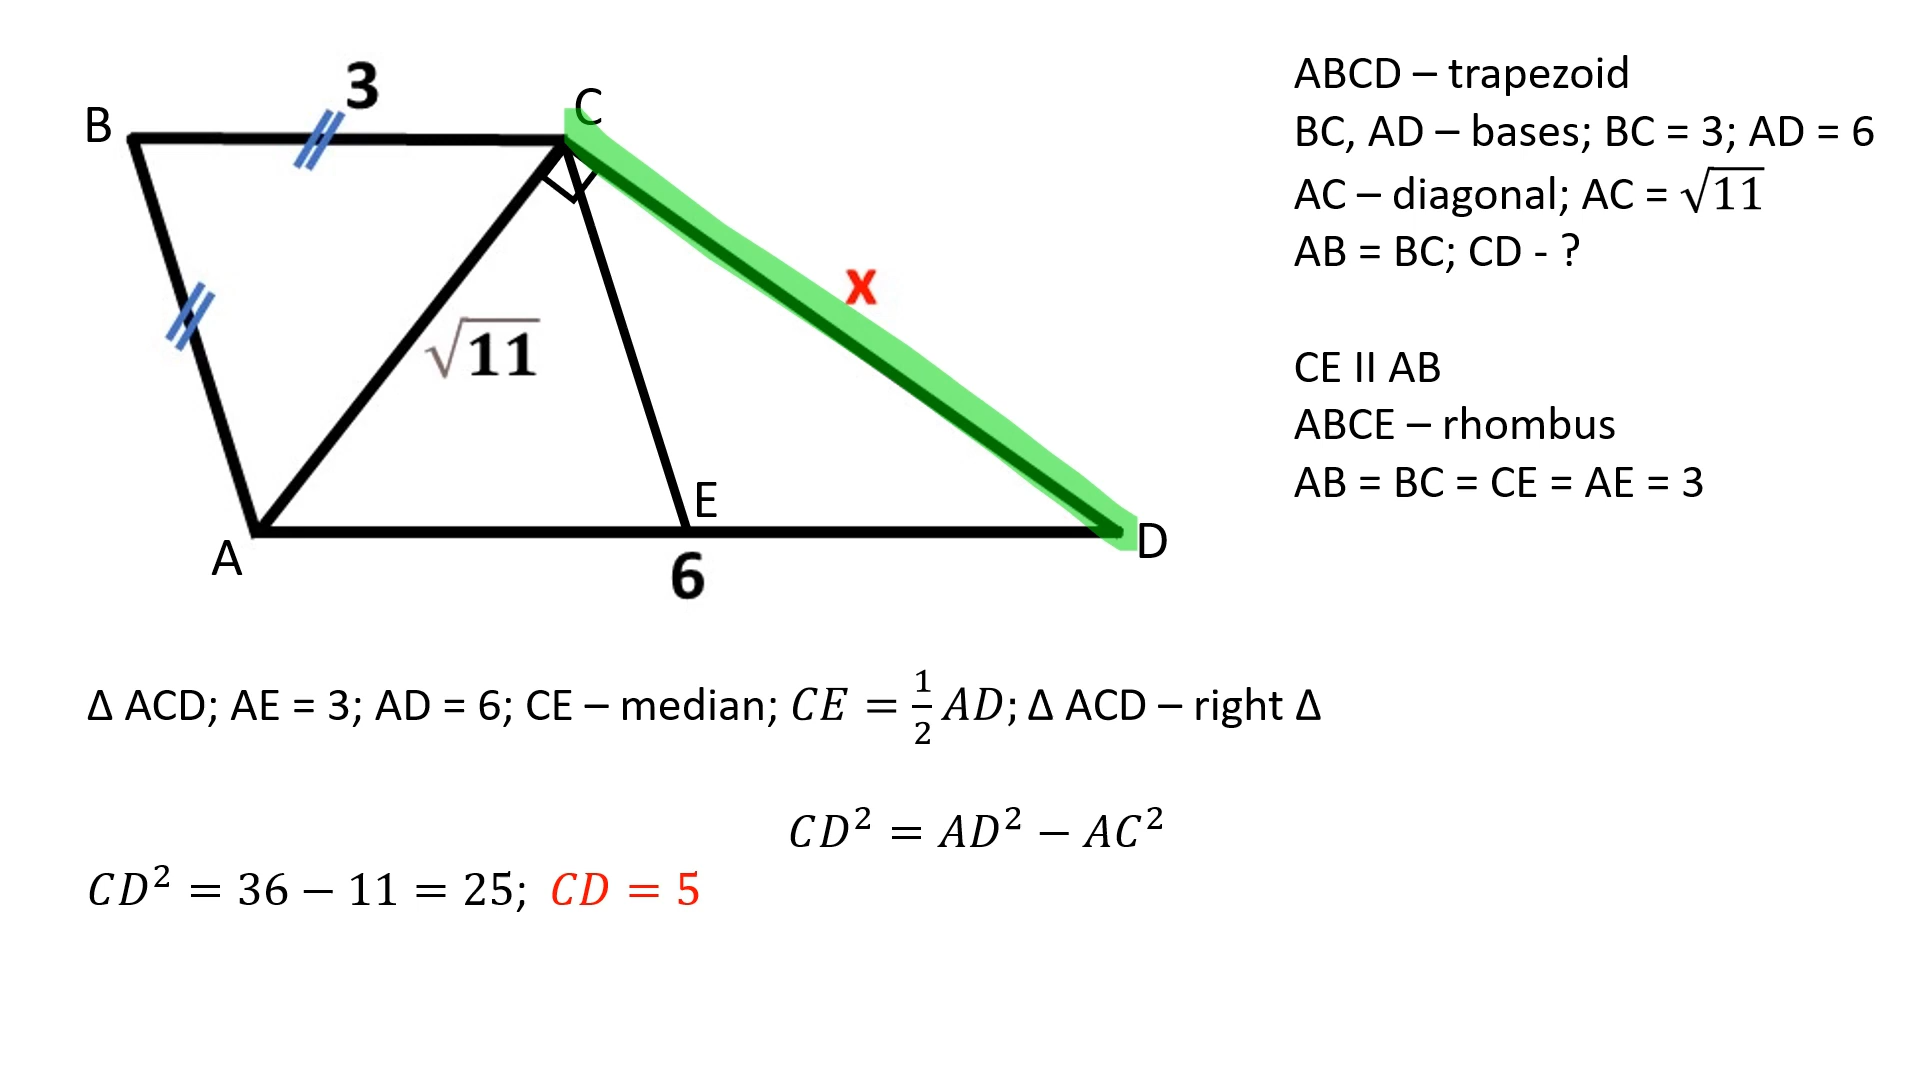 3
B
C
x
√11
E
A
D
6
ABCD – trapezoid
BC, AD – bases; BC = 3; AD = 6
AC – diagonal; AC = √11
AB = BC; CD - ?
CE II AB
ABCE – rhombus
AB = BC = CE = AE = 3
Δ ACD; AE = 3; AD = 6; CE – median; CE = 1/2 AD; Δ ACD – right Δ
CD² = AD² − AC²
CD² = 36 − 11 = 25; CD = 5